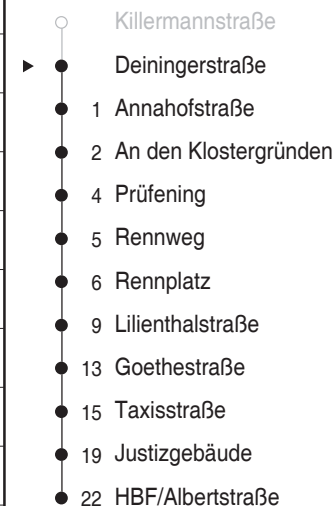 Killermannstraße
Deiningerstraße
1 Annahofstraße
2 An den Klostergründen
4 Prüfening
5 Rennweg
6 Rennplatz
9 Lilienthalstraße
13 Goethestraße
15 Taxisstraße
19 Justizgebäude
22 HBF/Albertstraße